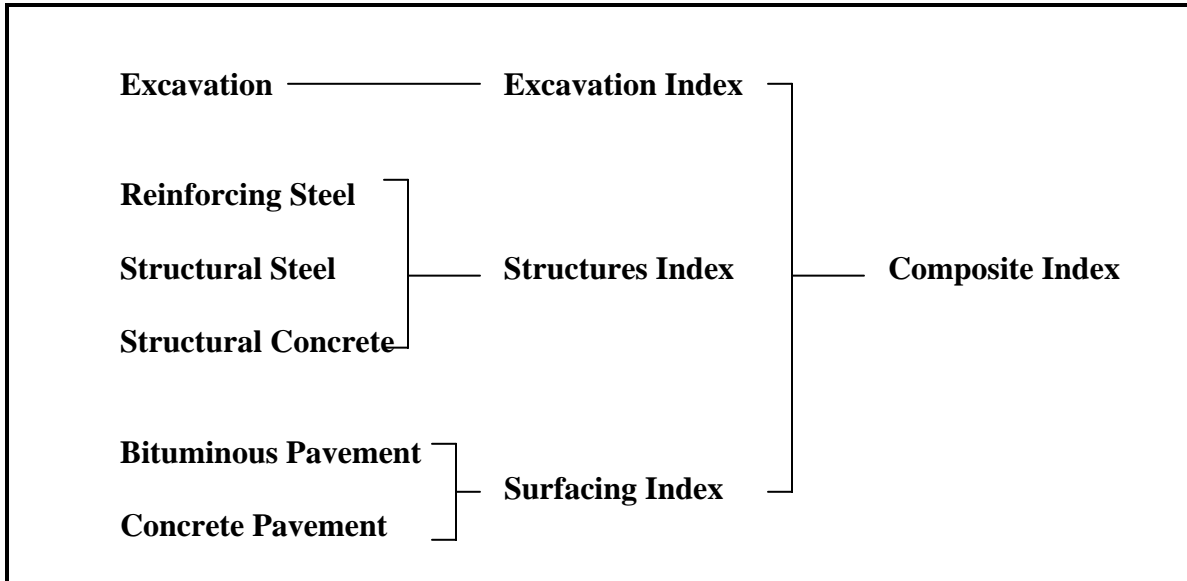 Excavation
Excavation Index
Reinforcing Steel
Structural Steel
Structures Index
Composite Index
Structural Concrete
Bituminous Pavement
Surfacing Index
Concrete Pavement